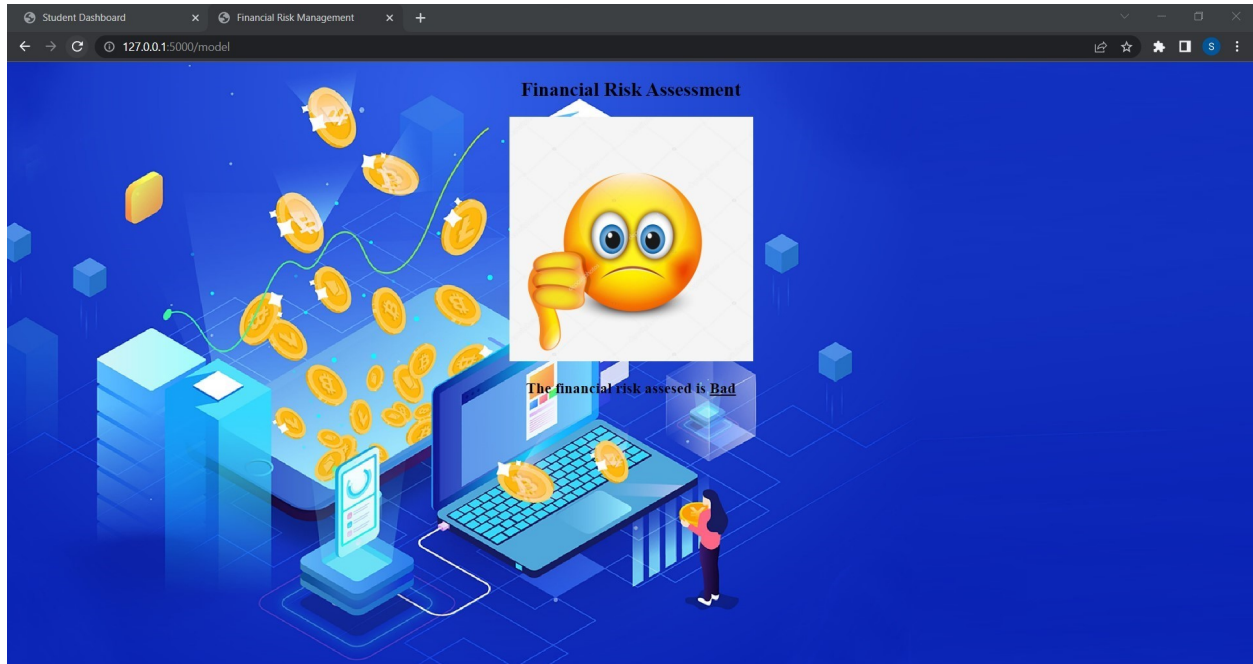 Student Dashboard
Financial Risk Management
127.0.0.1:5000/model
S
Financial Risk Assessment
The financial risk assesed is Bad